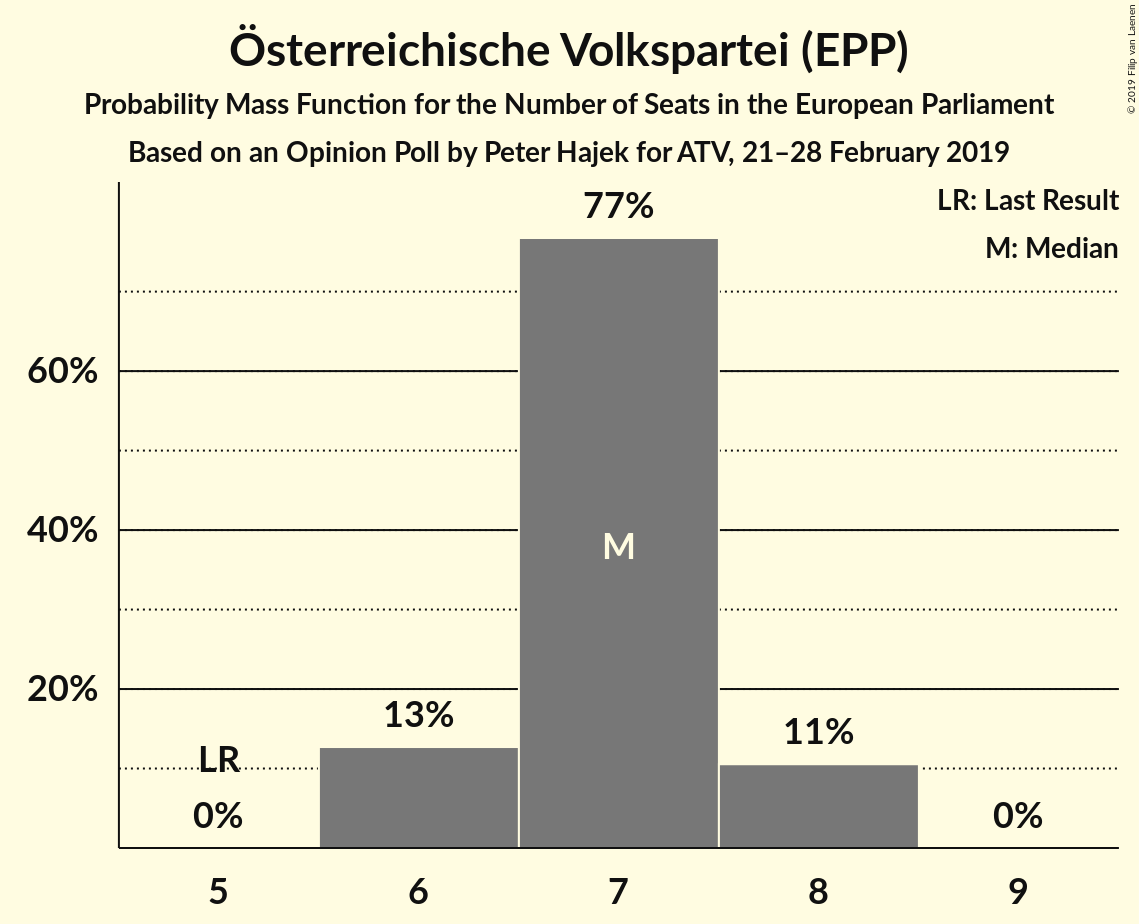 Österreichische Volkspartei (EPP)
Probability Mass Function for the Number of Seats in the European Parliament
Based on an Opinion Poll by Peter Hajek for ATV, 21–28 February 2019
© 2019 Filip van Laenen
LR: Last Result
M: Median
77%
60%
40%
M
20%
13%
11%
LR
0%
0%
5
6
7
8
9